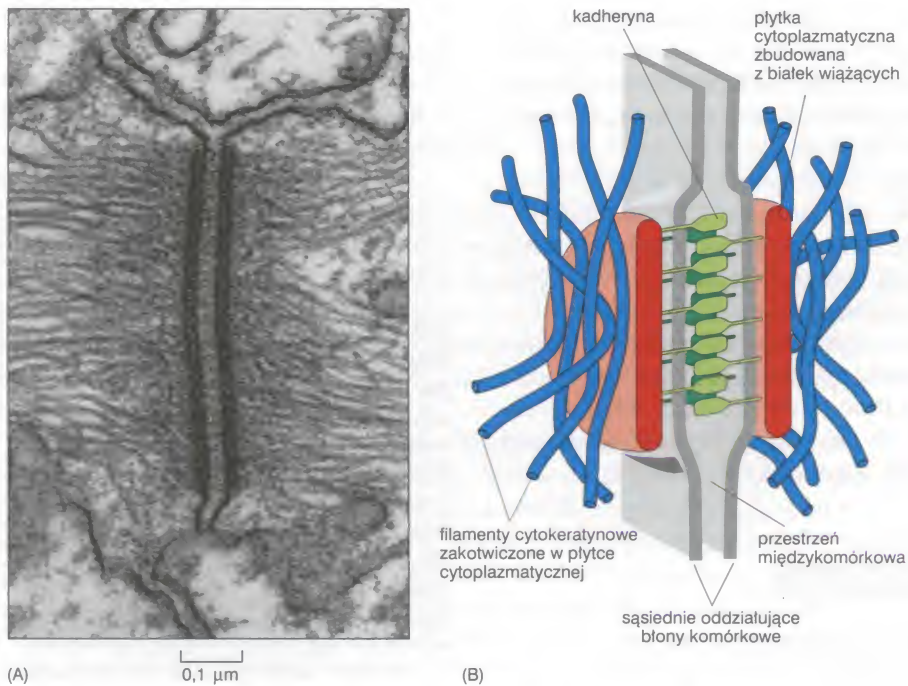 kadheryna
płytka
cytoplazmatyczna
zbudowana
z białek wiążących
filamenty cytokeratynowe
zakotwiczone w płytce
cytoplazmatycznej
przestrzeń
międzykomórkowa
sąsiednie oddziałujące
błony komórkowe
(A)
0,1 µm
(B)